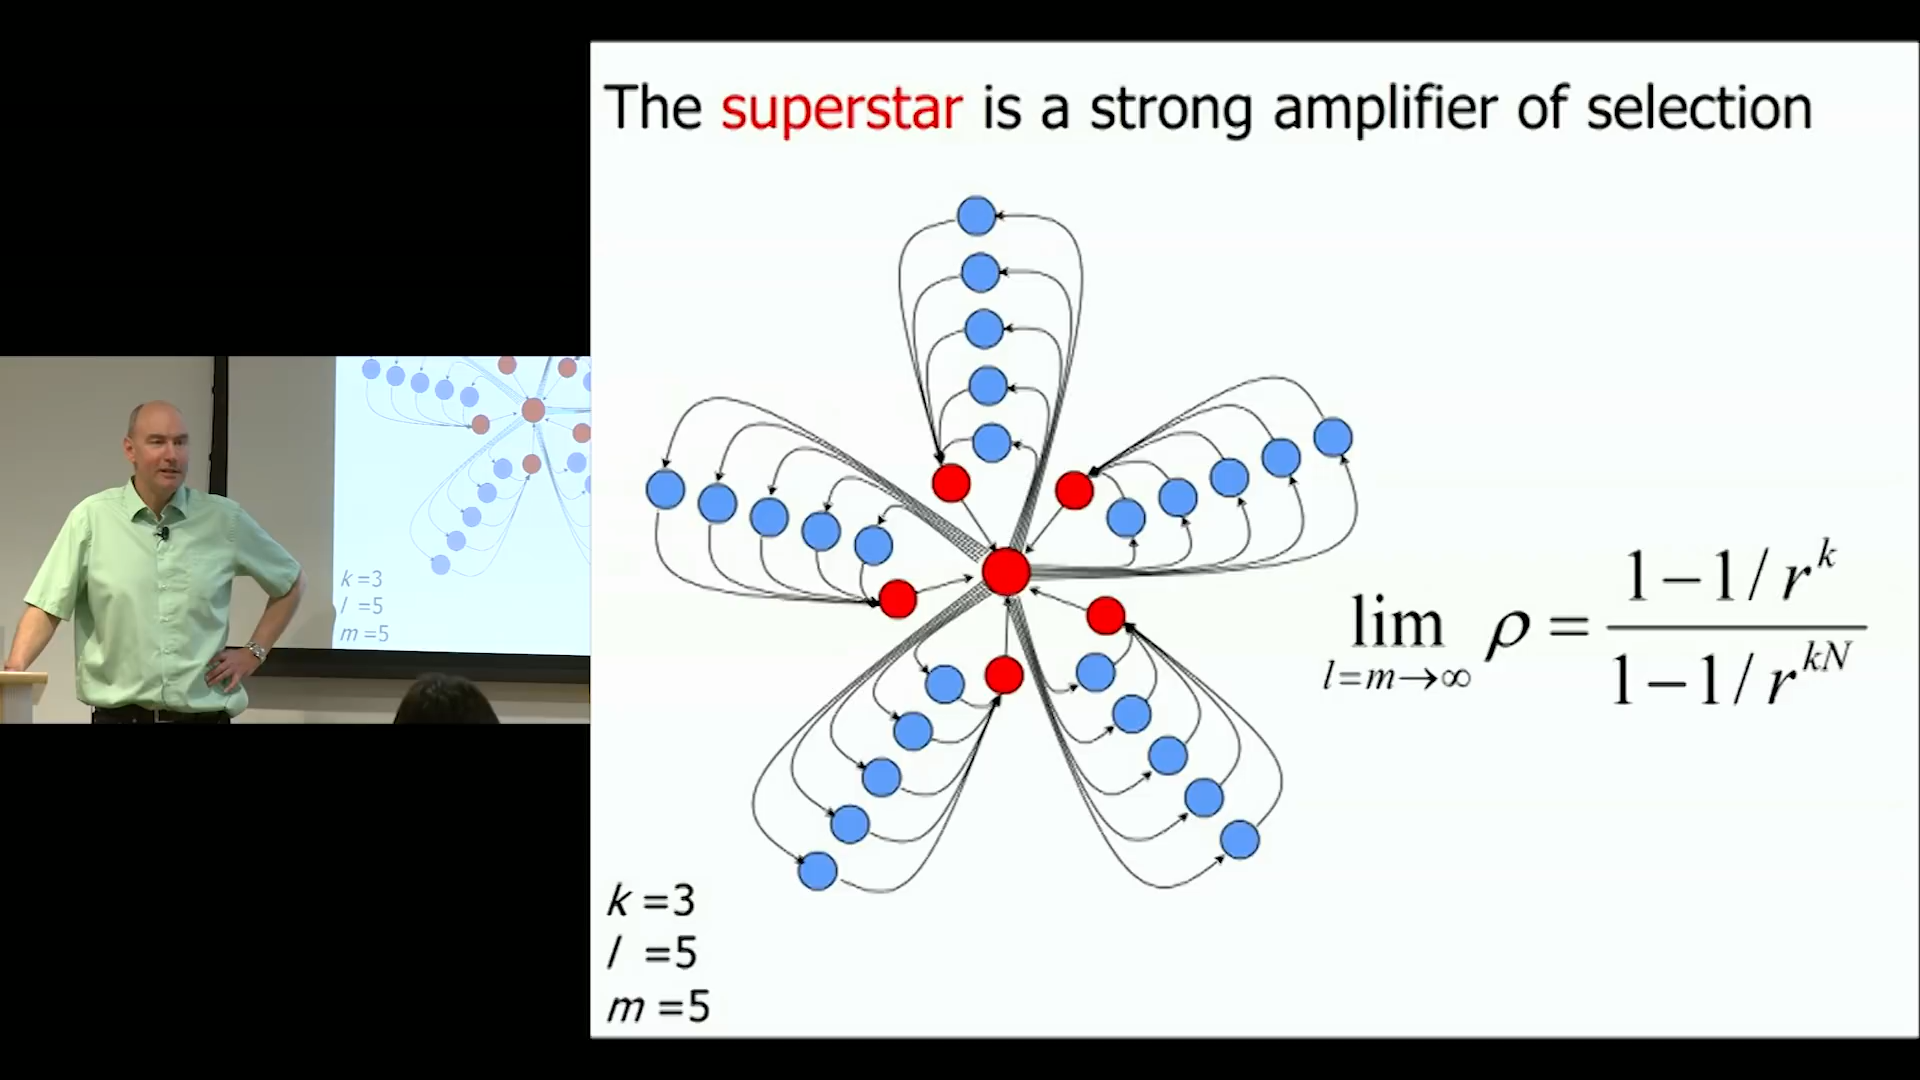 The superstar is a strong amplifier of selection
lim ρ = (1−1/r^k) / (1−1/r^{kN})
l=m→∞
k =3
l =5
m =5
k =3
l =5
m =5